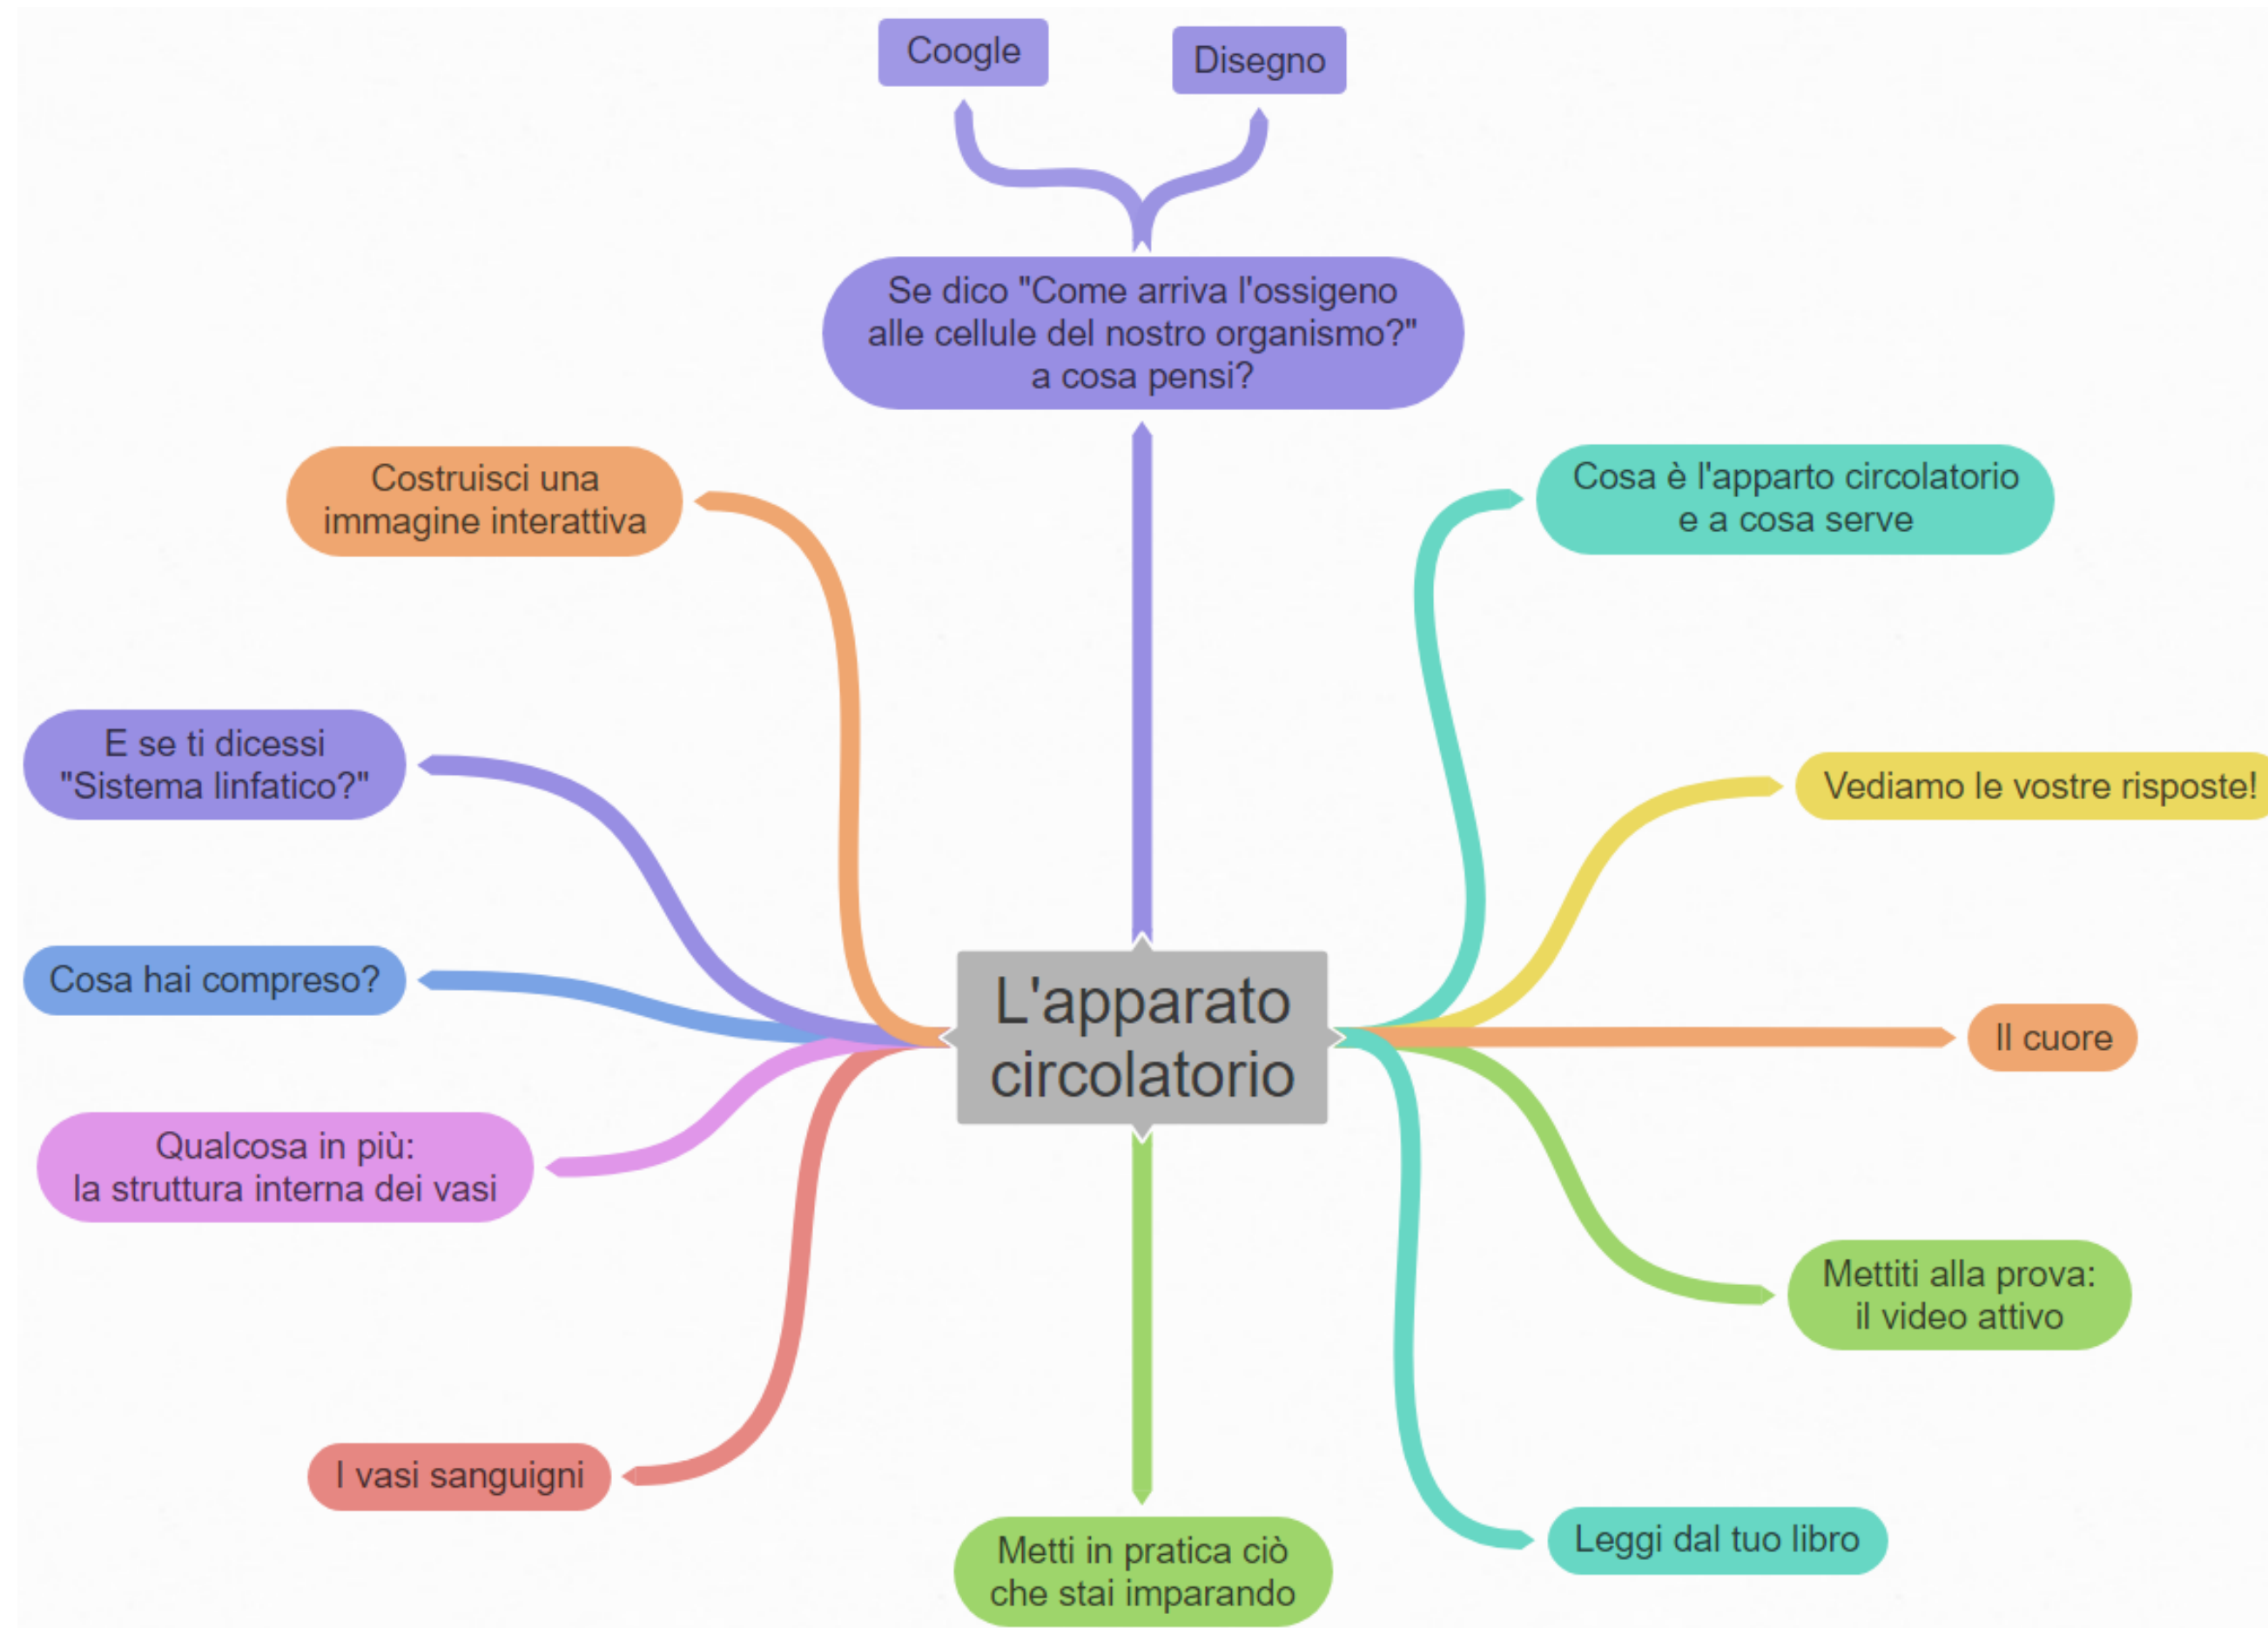 Coogle
Disegno
Se dico "Come arriva l'ossigeno
alle cellule del nostro organismo?"
a cosa pensi?
Cosa è l'apparto circolatorio
e a cosa serve
Vediamo le vostre risposte!
Il cuore
Mettiti alla prova:
il video attivo
Leggi dal tuo libro
Metti in pratica ciò
che stai imparando
I vasi sanguigni
Qualcosa in più:
la struttura interna dei vasi
Cosa hai compreso?
E se ti dicessi
"Sistema linfatico?"
Costruisci una
immagine interattiva
L'apparato
circolatorio